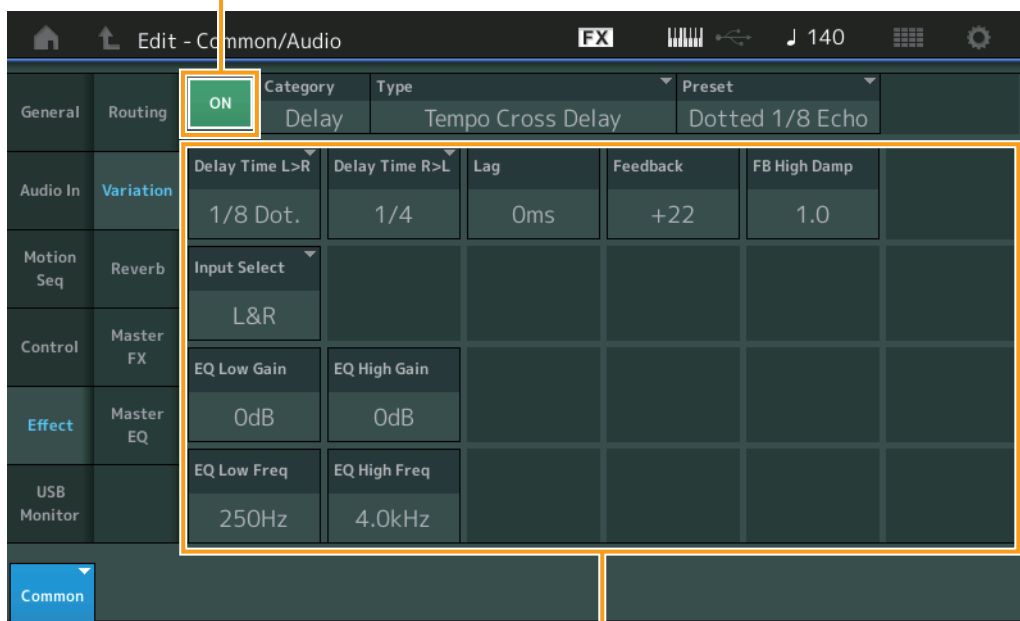 Edit - Common/Audio FX 140
General
Audio In
Motion
Seq
Control
Effect
USB
Monitor
Routing
Variation
Reverb
Master
FX
Master
EQ
ON
Category
Delay
Type
Tempo Cross Delay
Preset
Dotted 1/8 Echo
Delay Time L>R
1/8 Dot.
Delay Time R>L
1/4
Lag
0ms
Feedback
+22
FB High Damp
1.0
Input Select
L&R
EQ Low Gain
0dB
EQ High Gain
0dB
EQ Low Freq
250Hz
EQ High Freq
4.0kHz
Common